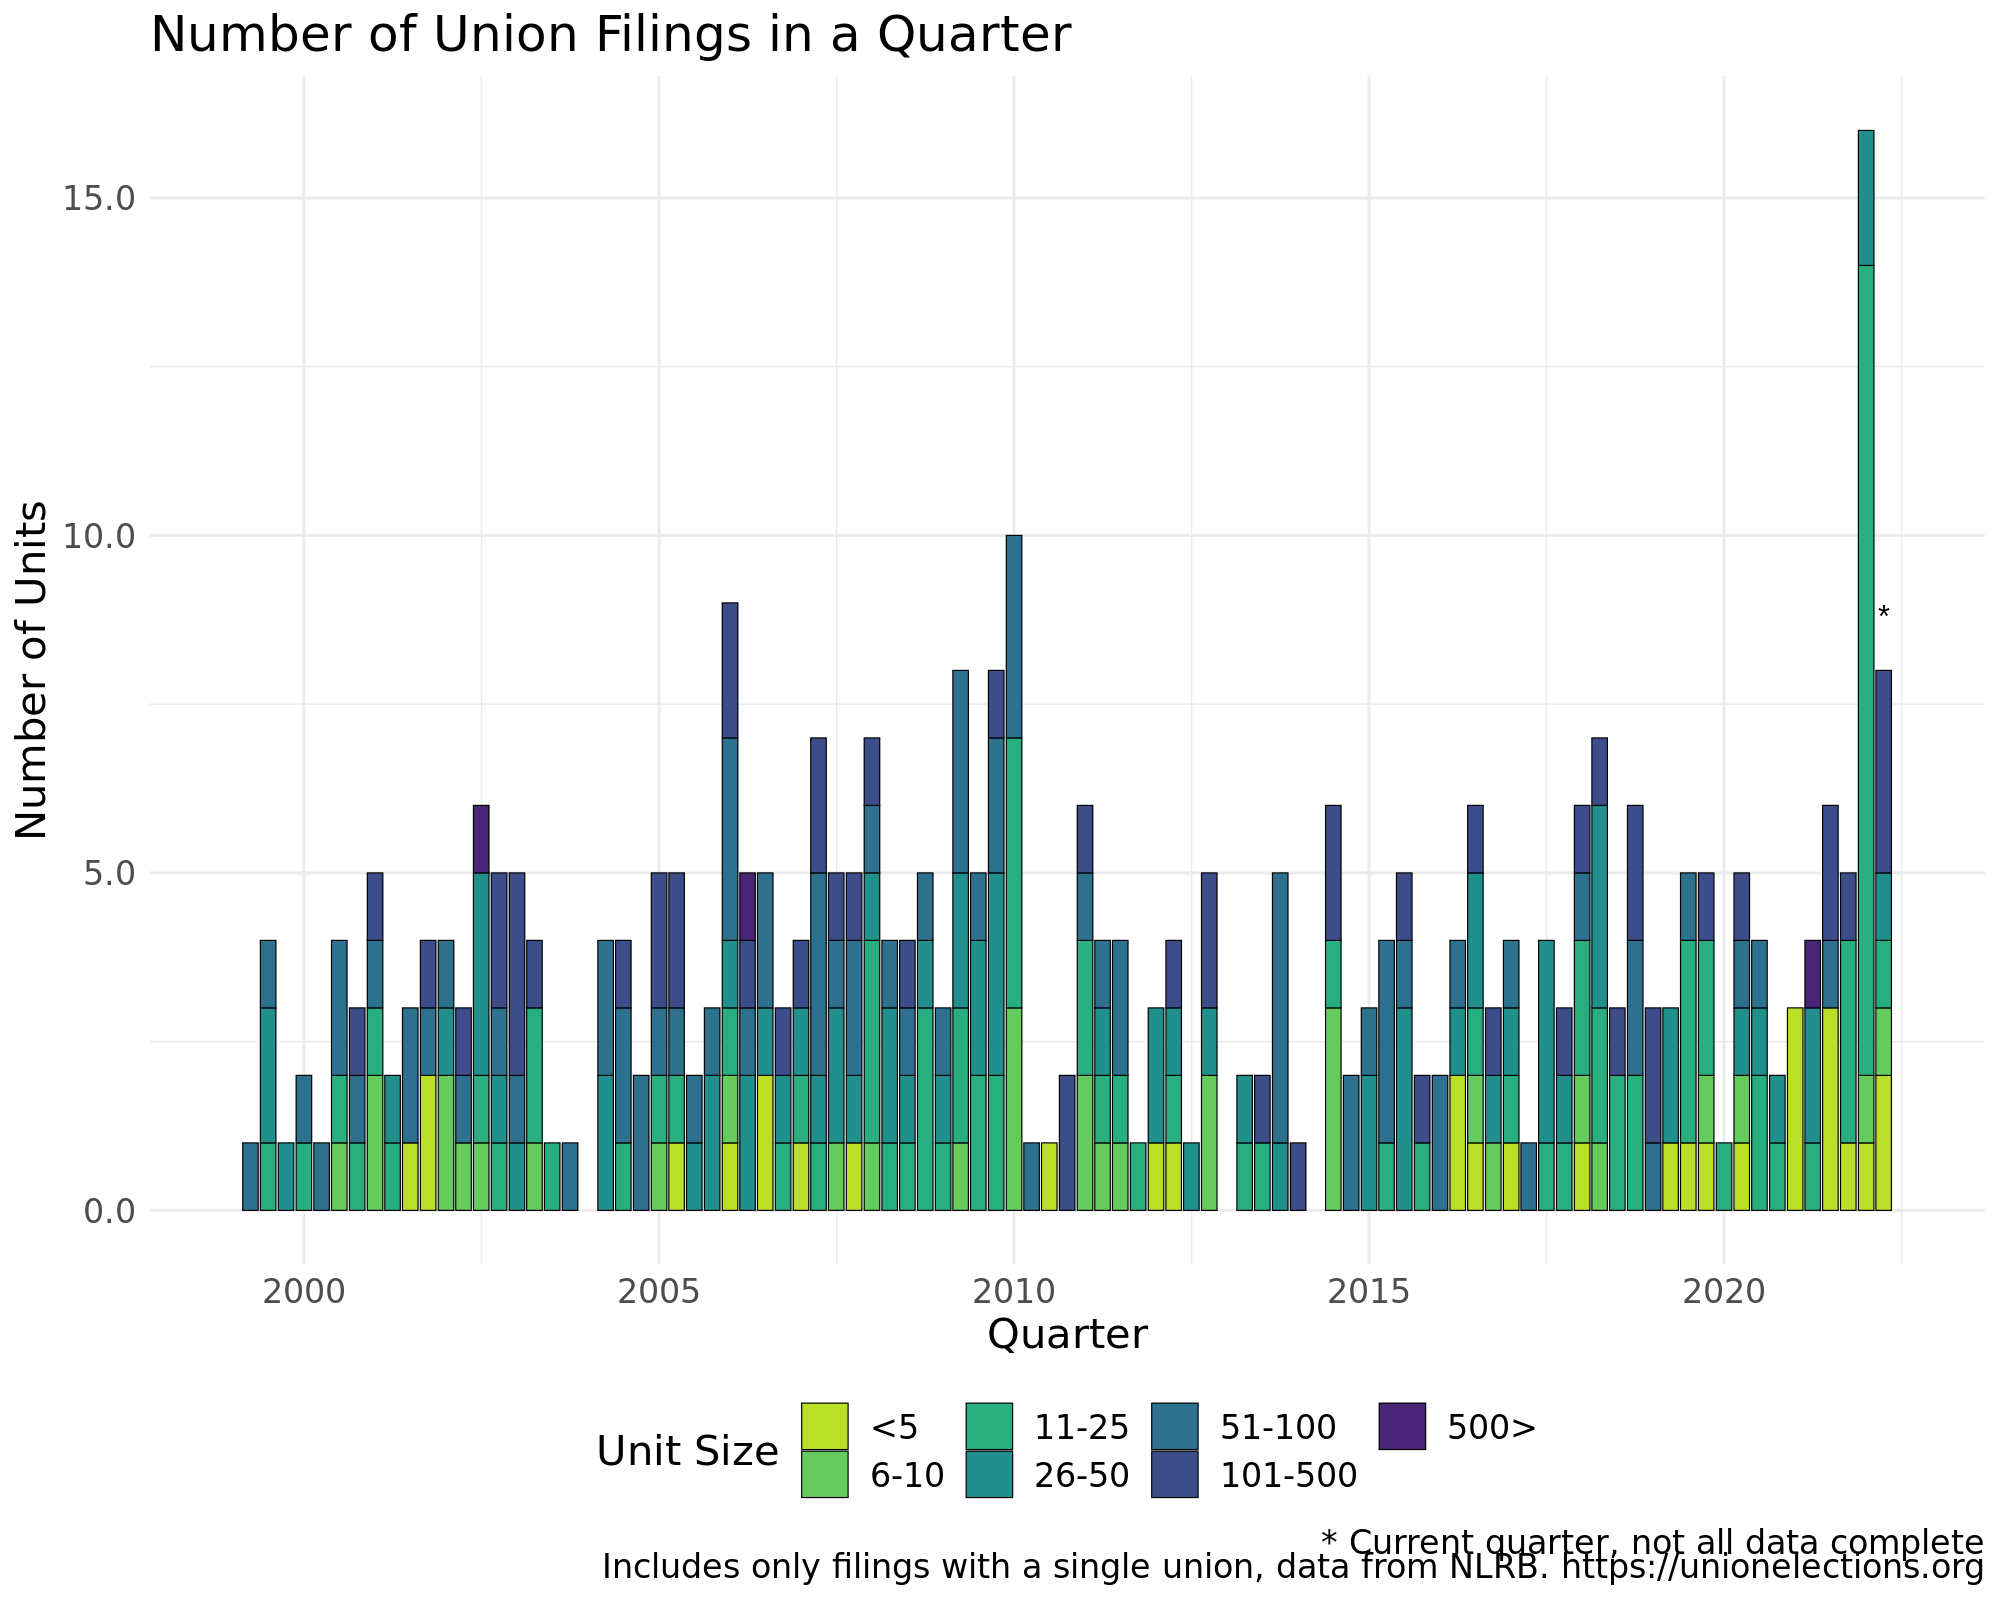 Number of Union Filings in a Quarter
Number of Units
15.0
10.0
5.0
0.0
*
2000 2005 2010 2015 2020
Quarter
Unit Size
<5 11-25 51-100 500>
6-10 26-50 101-500
* Current quarter, not all data complete
Includes only filings with a single union, data from NLRB. https://unionelections.org